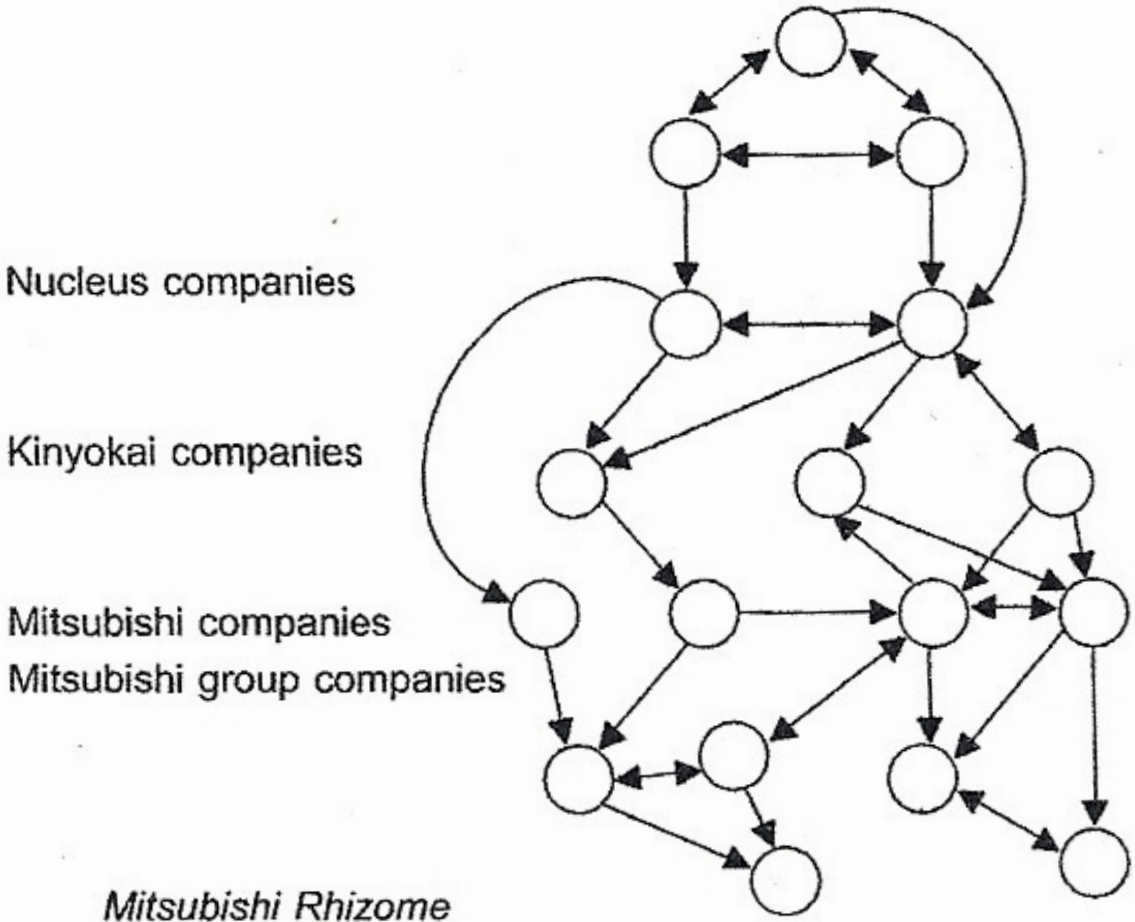 Nucleus companies
Kinyokai companies
Mitsubishi companies
Mitsubishi group companies
Mitsubishi Rhizome